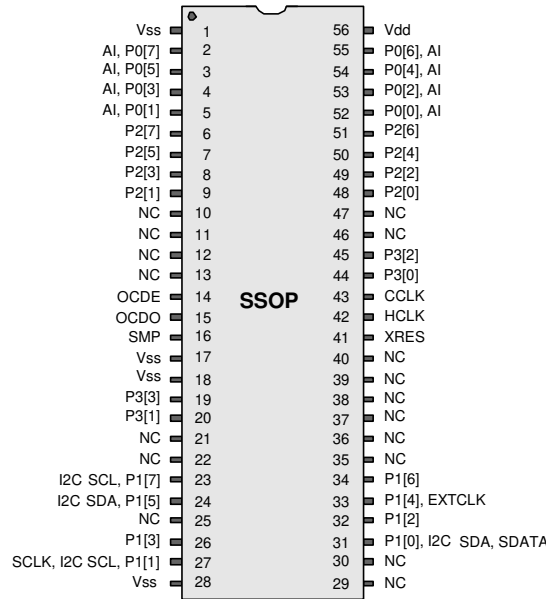 Vss 1 56 Vdd
AI, P0[7] 2 55 P0[6], AI
AI, P0[5] 3 54 P0[4], AI
AI, P0[3] 4 53 P0[2], AI
AI, P0[1] 5 52 P0[0], AI
P2[7] 6 51 P2[6]
P2[5] 7 50 P2[4]
P2[3] 8 49 P2[2]
P2[1] 9 48 P2[0]
NC 10 47 NC
NC 11 46 NC
NC 12 45 P3[2]
NC 13 44 P3[0]
OCDE 14 SSOP 43 CCLK
OCDO 15 42 HCLK
SMP 16 41 XRES
Vss 17 40 NC
Vss 18 39 NC
P3[3] 19 38 NC
P3[1] 20 37 NC
NC 21 36 NC
NC 22 35 NC
I2C SCL, P1[7] 23 34 P1[6]
I2C SDA, P1[5] 24 33 P1[4], EXTCLK
NC 25 32 P1[2]
P1[3] 26 31 P1[0], I2C SDA, SDATA
SCLK, I2C SCL, P1[1] 27 30 NC
Vss 28 29 NC